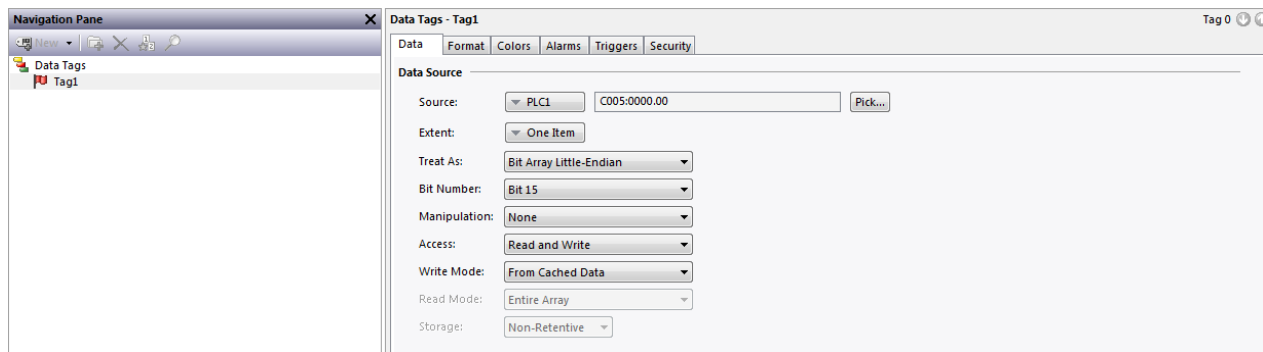 Navigation Pane
New
Data Tags
Tag1
Data Tags - Tag1
Tag 0
Data Format Colors Alarms Triggers Security
Data Source
Source: PLC1 C005:0000.00 Pick...
Extent: One Item
Treat As: Bit Array Little-Endian
Bit Number: Bit 15
Manipulation: None
Access: Read and Write
Write Mode: From Cached Data
Read Mode: Entire Array
Storage: Non-Retentive